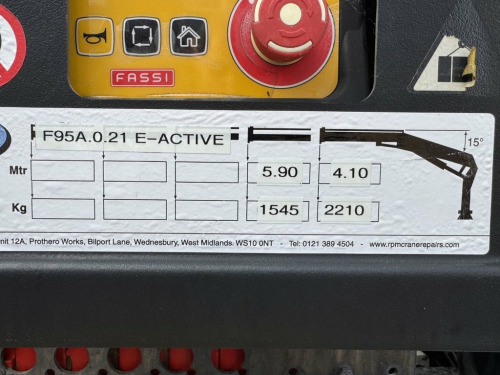 FASSI
F95A.0.21 E-ACTIVE
15°
Mtr 5.90 4.10
Kg 1545 2210
nit 12A, Prothero Works, Bilport Lane, Wednesbury, West Midlands. WS10 0NT - Tel: 0121 389 4504 - www.rpmcranerepairs.com